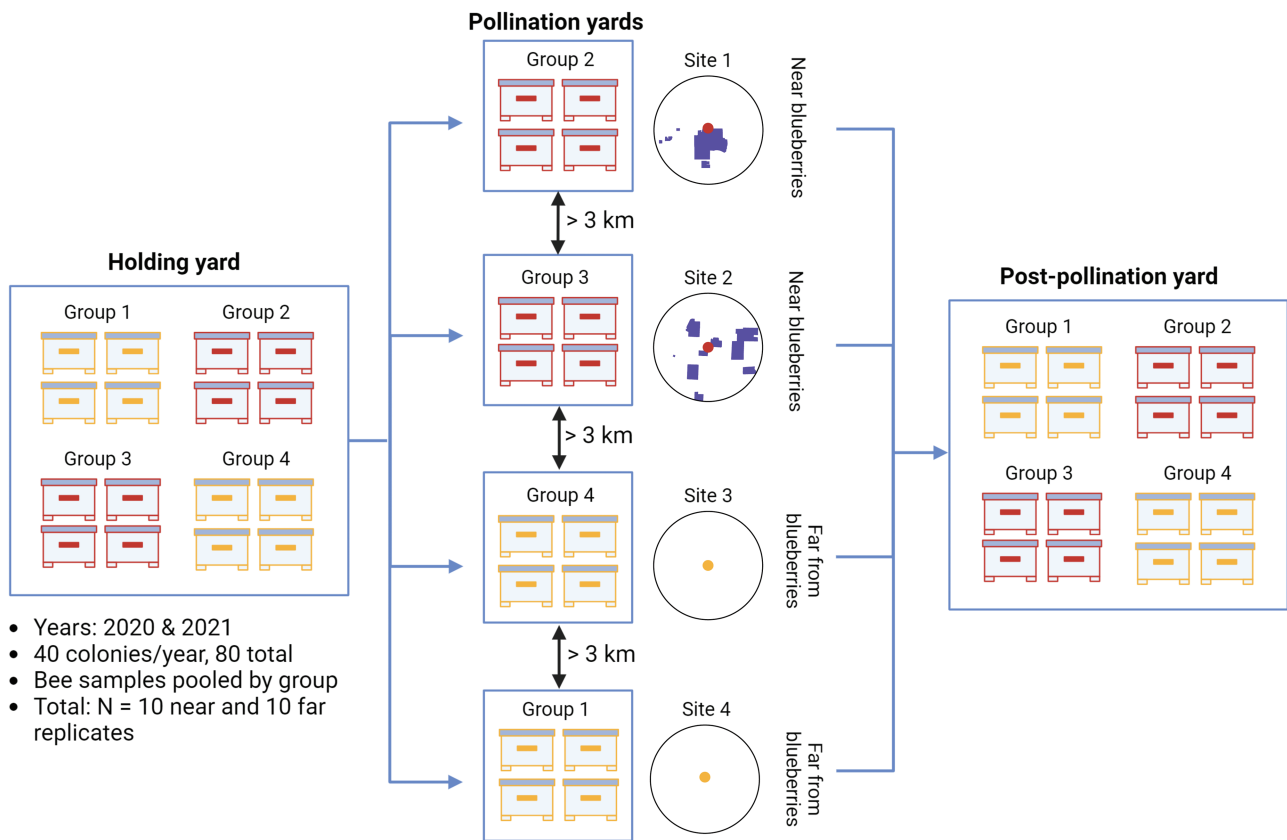 Pollination yards
Group 2
Site 1
Near blueberries
> 3 km
Holding yard
Group 1
Group 2
Group 3
Group 4
Group 3
Site 2
Near blueberries
> 3 km
Group 4
Site 3
Far from
blueberries
> 3 km
Group 1
Site 4
Far from
blueberries
Post-pollination yard
Group 1
Group 2
Group 3
Group 4
• Years: 2020 & 2021
• 40 colonies/year, 80 total
• Bee samples pooled by group
• Total: N = 10 near and 10 far
replicates